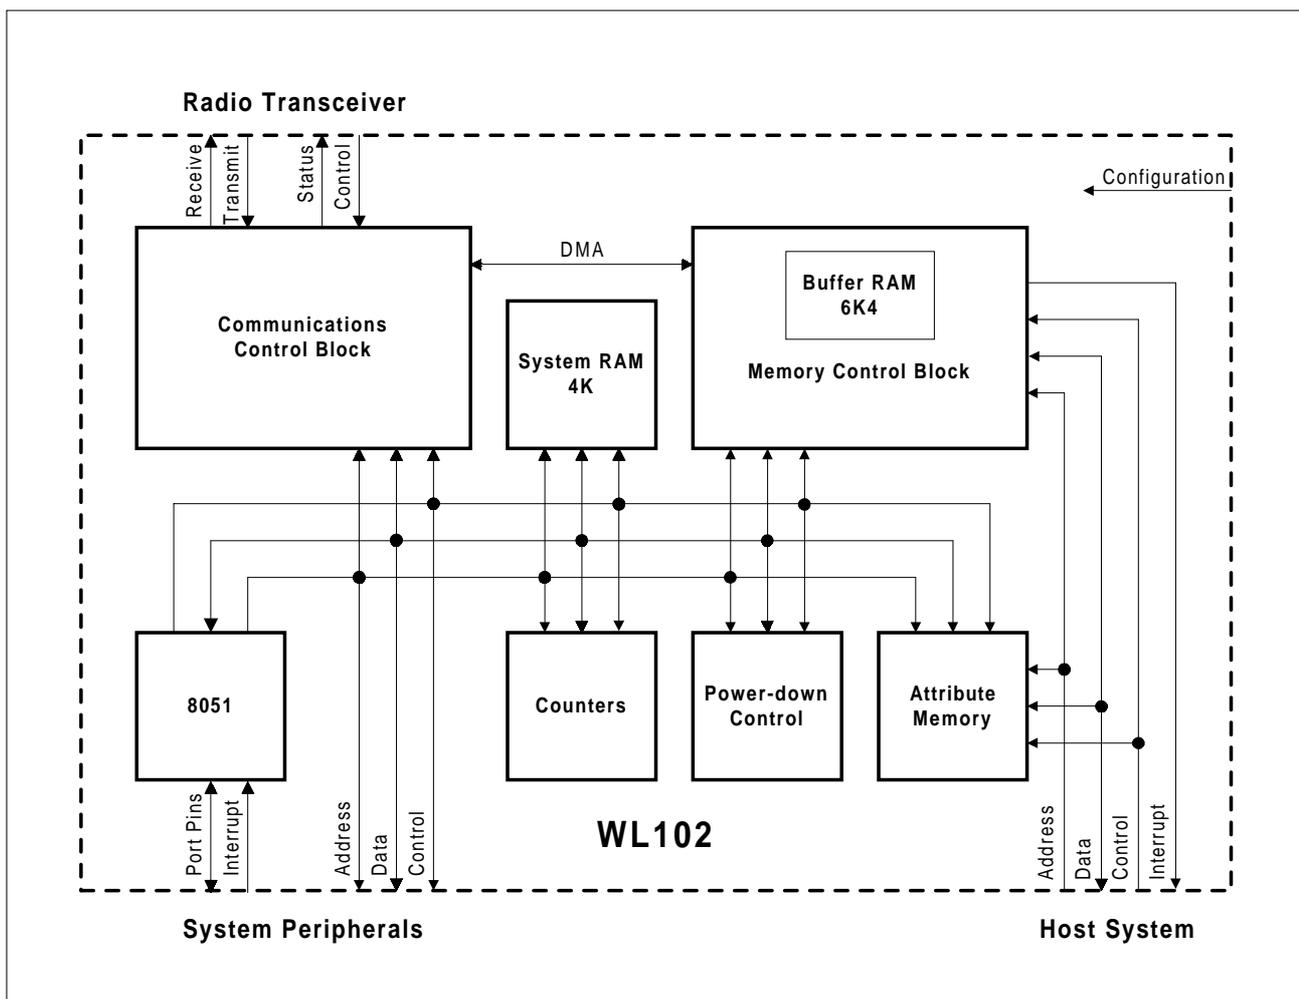 Radio Transceiver
Receive
Transmit
Status
Control
Configuration
DMA
Buffer RAM
6K4
Communications
Control Block
System RAM
4K
Memory Control Block
8051
Counters
Power-down
Control
Attribute
Memory
Port Pins
Interrupt
Address
Data
Control
WL102
Address
Data
Control
Interrupt
System Peripherals
Host System